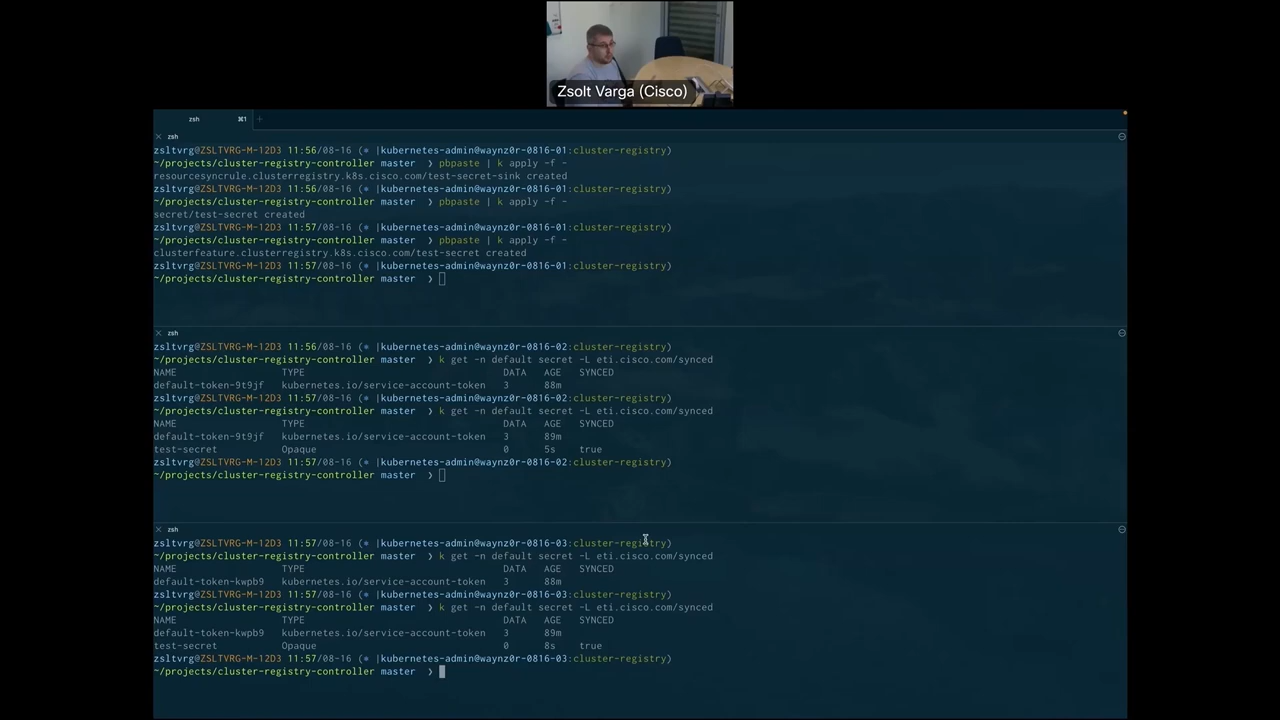 Zsolt Varga (Cisco)
zsh ⌘1 +
× zsh
zsltvrg@ZSLTVRG-M-12D3 11:56/08-16 (⎈ |kubernetes-admin@waynz0r-0816-01:cluster-registry)
~/projects/cluster-registry-controller master ❯ pbpaste | k apply -f -
resourcesyncrule.clusterregistry.k8s.cisco.com/test-secret-sink created
zsltvrg@ZSLTVRG-M-12D3 11:56/08-16 (⎈ |kubernetes-admin@waynz0r-0816-01:cluster-registry)
~/projects/cluster-registry-controller master ❯ pbpaste | k apply -f -
secret/test-secret created
zsltvrg@ZSLTVRG-M-12D3 11:57/08-16 (⎈ |kubernetes-admin@waynz0r-0816-01:cluster-registry)
~/projects/cluster-registry-controller master ❯ pbpaste | k apply -f -
clusterfeature.clusterregistry.k8s.cisco.com/test-secret created
zsltvrg@ZSLTVRG-M-12D3 11:57/08-16 (⎈ |kubernetes-admin@waynz0r-0816-01:cluster-registry)
~/projects/cluster-registry-controller master ❯
× zsh
zsltvrg@ZSLTVRG-M-12D3 11:56/08-16 (⎈ |kubernetes-admin@waynz0r-0816-02:cluster-registry)
~/projects/cluster-registry-controller master ❯ k get -n default secret -L eti.cisco.com/synced
NAME TYPE DATA AGE SYNCED
default-token-9t9jf kubernetes.io/service-account-token 3 88m
zsltvrg@ZSLTVRG-M-12D3 11:57/08-16 (⎈ |kubernetes-admin@waynz0r-0816-02:cluster-registry)
~/projects/cluster-registry-controller master ❯ k get -n default secret -L eti.cisco.com/synced
NAME TYPE DATA AGE SYNCED
default-token-9t9jf kubernetes.io/service-account-token 3 89m
test-secret Opaque 0 5s true
zsltvrg@ZSLTVRG-M-12D3 11:57/08-16 (⎈ |kubernetes-admin@waynz0r-0816-02:cluster-registry)
~/projects/cluster-registry-controller master ❯
× zsh
zsltvrg@ZSLTVRG-M-12D3 11:57/08-16 (⎈ |kubernetes-admin@waynz0r-0816-03:cluster-registry)
~/projects/cluster-registry-controller master ❯ k get -n default secret -L eti.cisco.com/synced
NAME TYPE DATA AGE SYNCED
default-token-kwpb9 kubernetes.io/service-account-token 3 88m
zsltvrg@ZSLTVRG-M-12D3 11:57/08-16 (⎈ |kubernetes-admin@waynz0r-0816-03:cluster-registry)
~/projects/cluster-registry-controller master ❯ k get -n default secret -L eti.cisco.com/synced
NAME TYPE DATA AGE SYNCED
default-token-kwpb9 kubernetes.io/service-account-token 3 89m
test-secret Opaque 0 8s true
zsltvrg@ZSLTVRG-M-12D3 11:57/08-16 (⎈ |kubernetes-admin@waynz0r-0816-03:cluster-registry)
~/projects/cluster-registry-controller master ❯